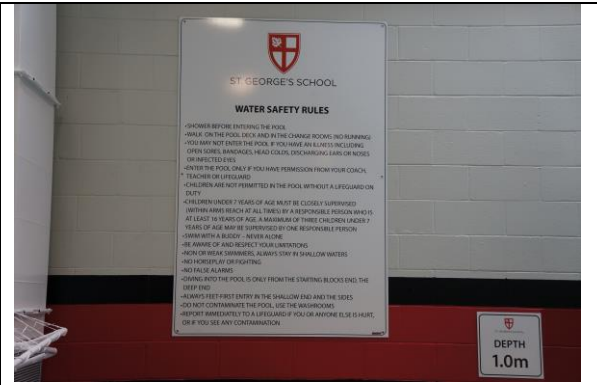 ST. GEORGE'S SCHOOL
WATER SAFETY RULES
•SHOWER BEFORE ENTERING THE POOL
•WALK ON THE POOL DECK AND IN THE CHANGE ROOMS (NO RUNNING)
•YOU MAY NOT ENTER THE POOL IF YOU HAVE AN ILLNESS INCLUDING
OPEN SORES, BANDAGES, HEAD COLDS, DISCHARGING EARS OR NOSES
OR INFECTED EYES
•ENTER THE POOL ONLY IF YOU HAVE PERMISSION FROM YOUR COACH,
TEACHER OR LIFEGUARD
•CHILDREN ARE NOT PERMITTED IN THE POOL WITHOUT A LIFEGUARD ON
DUTY
•CHILDREN UNDER 7 YEARS OF AGE MUST BE CLOSELY SUPERVISED
(WITHIN ARMS REACH AT ALL TIMES) BY A RESPONSIBLE PERSON WHO IS
AT LEAST 16 YEARS OF AGE, A MAXIMUM OF THREE CHILDREN UNDER 7
YEARS OF AGE MAY BE SUPERVISED BY ONE RESPONSIBLE PERSON
•SWIM WITH A BUDDY – NEVER ALONE
•BE AWARE OF AND RESPECT YOUR LIMITATIONS
•NON OR WEAK SWIMMERS, ALWAYS STAY IN SHALLOW WATERS
•NO HORSEPLAY OR FIGHTING
•NO FALSE ALARMS
•DIVING INTO THE POOL IS ONLY FROM THE STARTING BLOCKS END, THE
DEEP END
•ALWAYS FEET-FIRST ENTRY IN THE SHALLOW END AND THE SIDES
•DO NOT CONTAMINATE THE POOL, USE THE WASHROOMS
•REPORT IMMEDIATELY TO A LIFEGUARD IF YOU OR ANYONE ELSE IS HURT,
OR IF YOU SEE ANY CONTAMINATION
DEPTH
1.0m